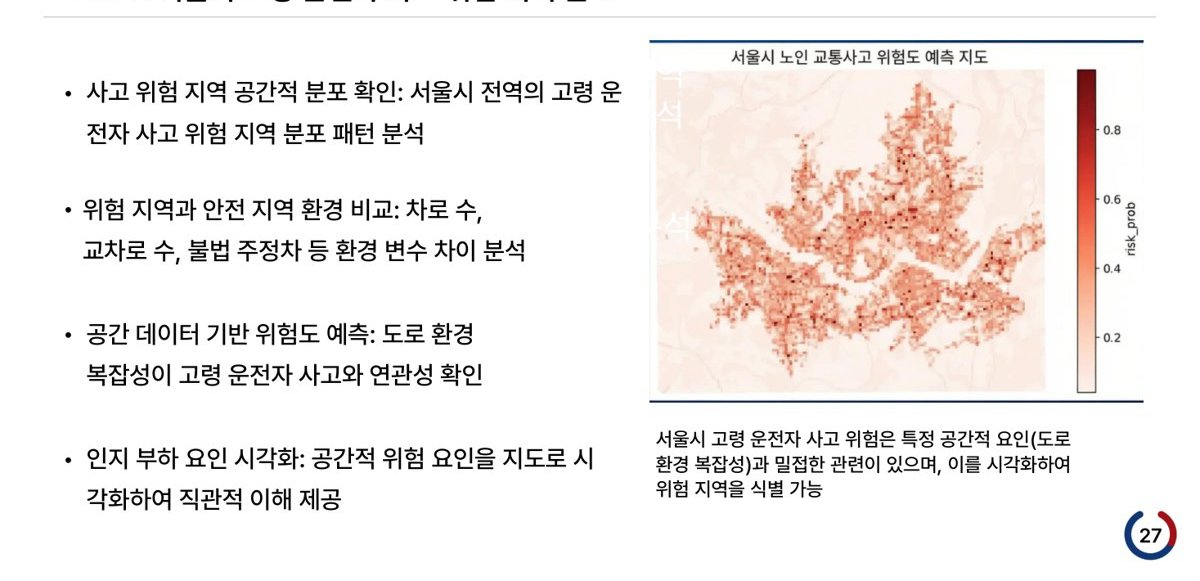 • 사고 위험 지역 공간적 분포 확인: 서울시 전역의 고령 운
전자 사고 위험 지역 분포 패턴 분석
• 위험 지역과 안전 지역 환경 비교: 차로 수,
교차로 수, 불법 주정차 등 환경 변수 차이 분석
• 공간 데이터 기반 위험도 예측: 도로 환경
복잡성이 고령 운전자 사고와 연관성 확인
• 인지 부하 요인 시각화: 공간적 위험 요인을 지도로 시
각화하여 직관적 이해 제공
서울시 노인 교통사고 위험도 예측 지도
석
0.8
0.6
0.4
0.2
risk_prob
서울시 고령 운전자 사고 위험은 특정 공간적 요인(도로
환경 복잡성)과 밀접한 관련이 있으며, 이를 시각화하여
위험 지역을 식별 가능
27